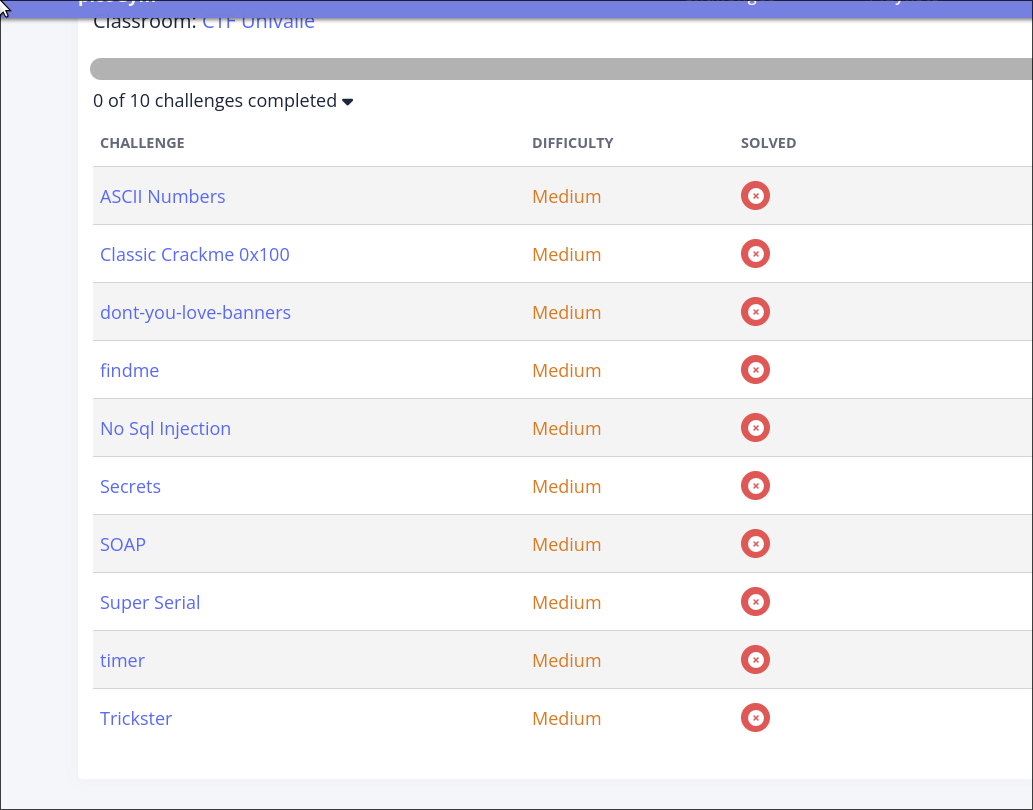 Classroom: CTF Univalle
0 of 10 challenges completed
CHALLENGE DIFFICULTY SOLVED
ASCII Numbers Medium
Classic Crackme 0x100 Medium
dont-you-love-banners Medium
findme Medium
No Sql Injection Medium
Secrets Medium
SOAP Medium
Super Serial Medium
timer Medium
Trickster Medium